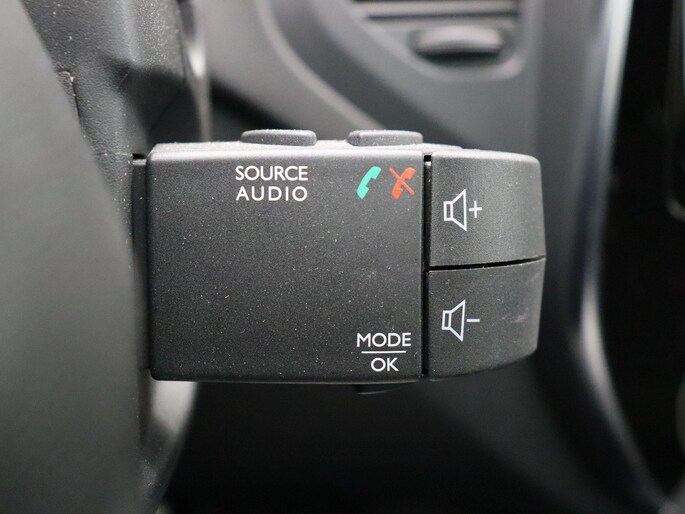 SOURCE
AUDIO
+
-
MODE
OK